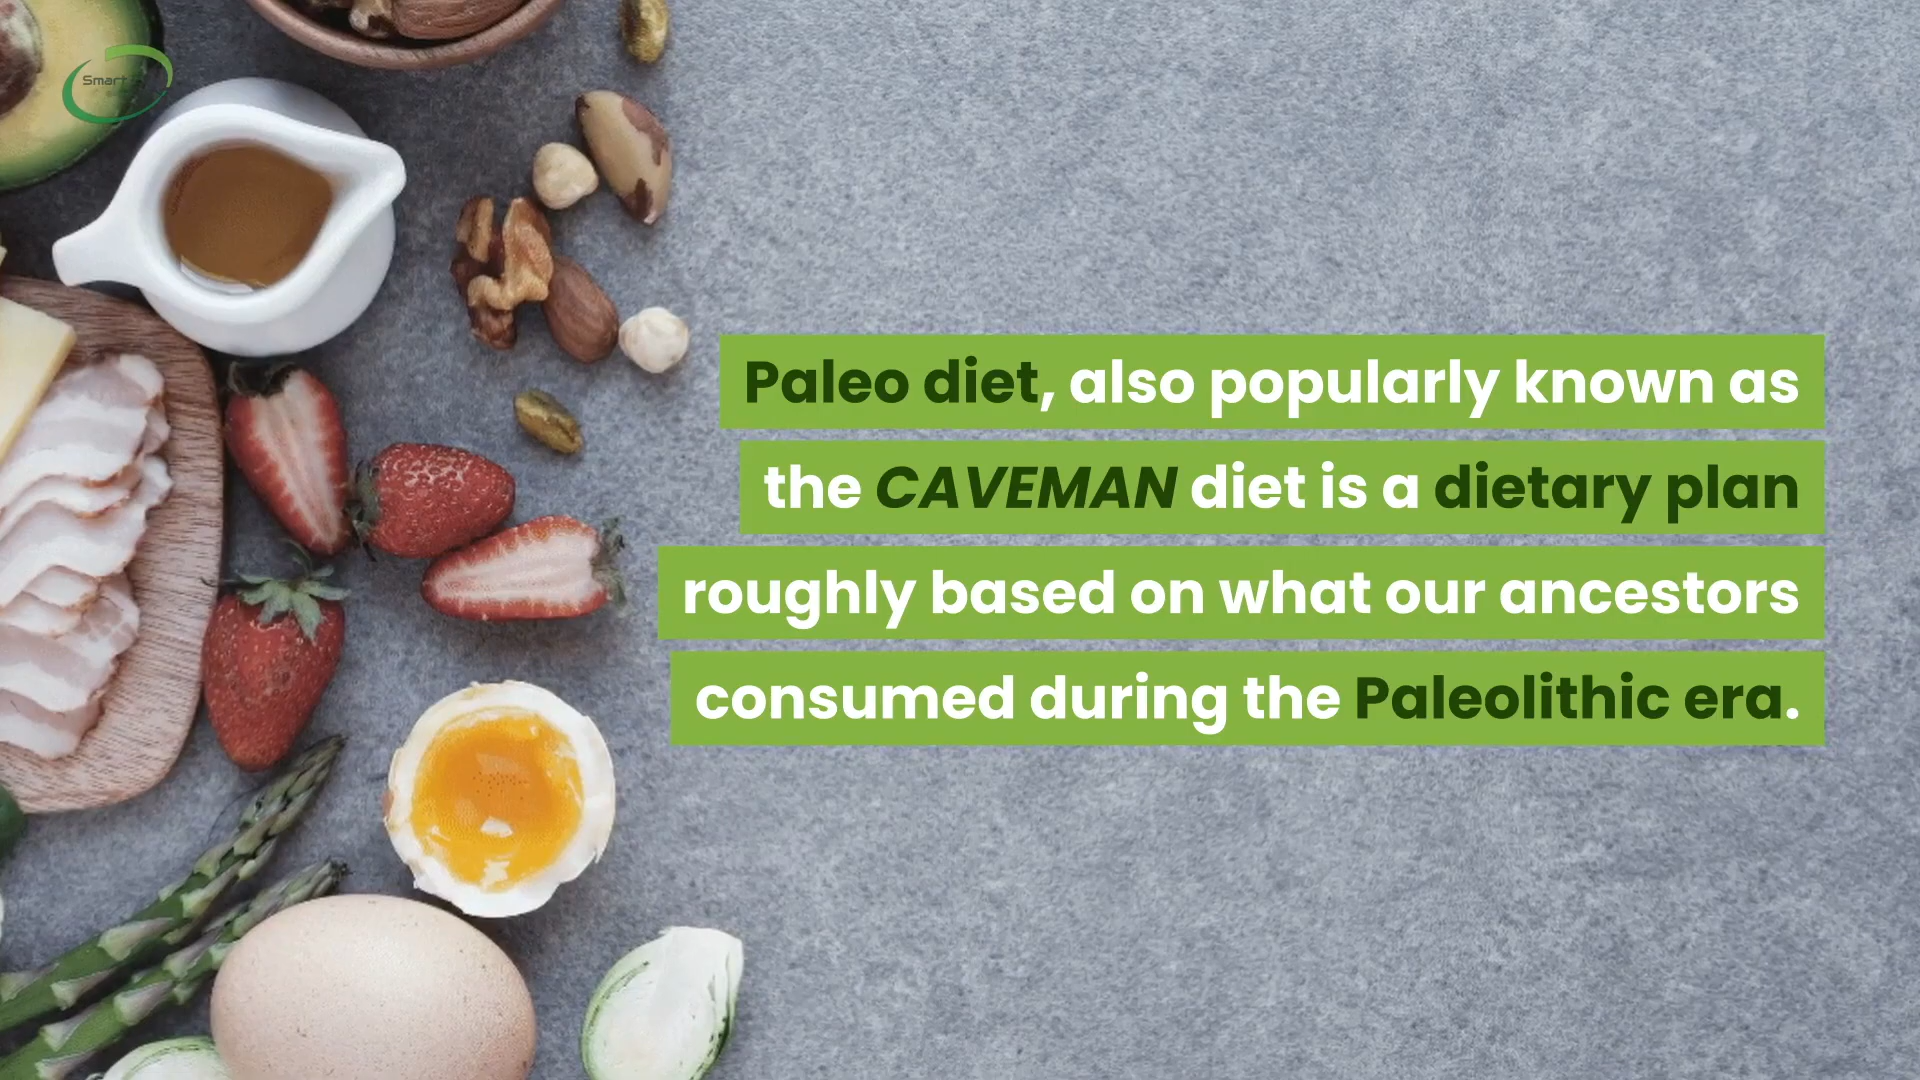 Smart
Paleo diet, also popularly known as
the CAVEMAN diet is a dietary plan
roughly based on what our ancestors
consumed during the Paleolithic era.